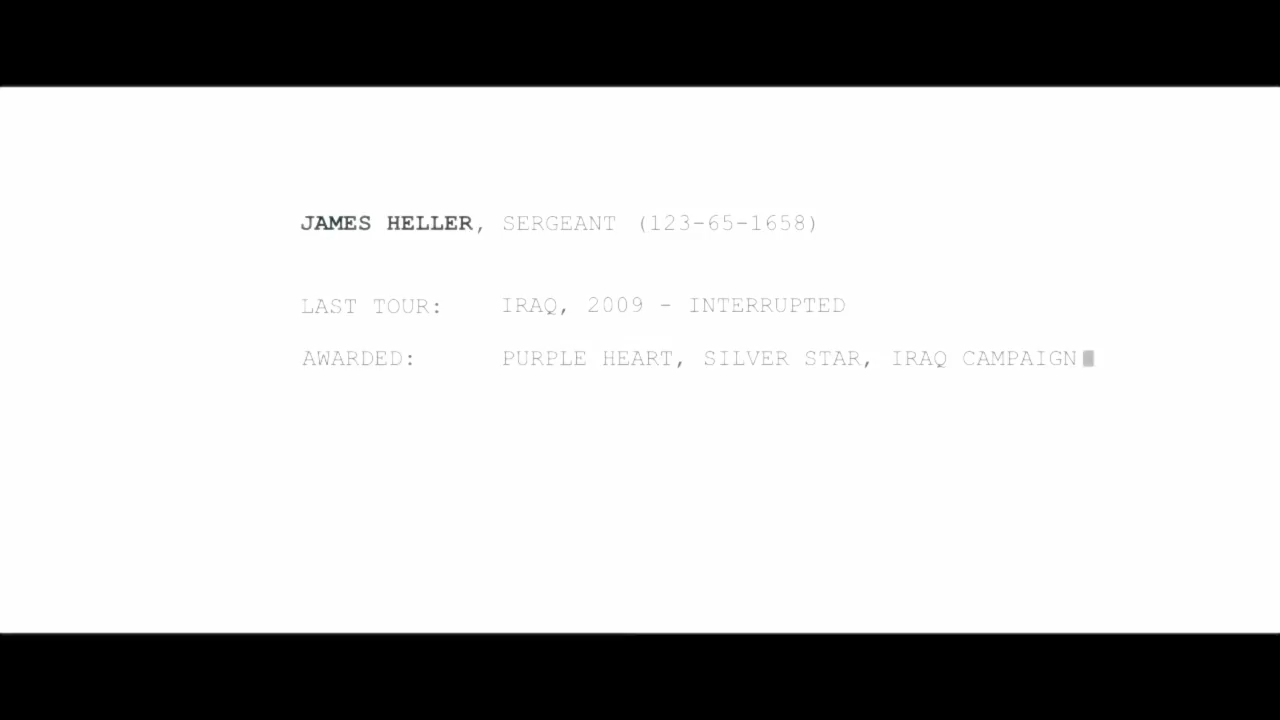 JAMES HELLER, SERGEANT (123-65-1658)
LAST TOUR: IRAQ, 2009 - INTERRUPTED
AWARDED: PURPLE HEART, SILVER STAR, IRAQ CAMPAIGN